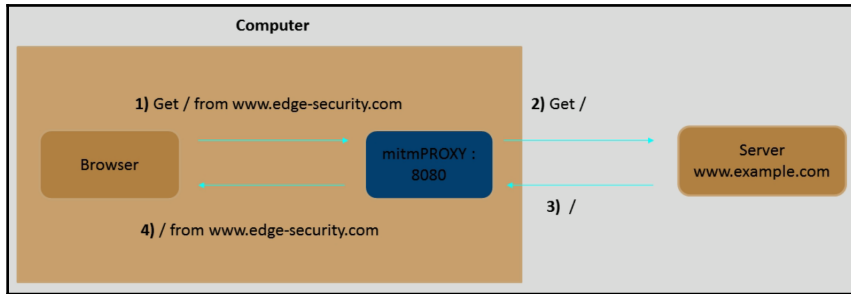 Computer
1) Get / from www.edge-security.com
2) Get /
Browser
mitmPROXY :
8080
Server
www.example.com
3) /
4) / from www.edge-security.com